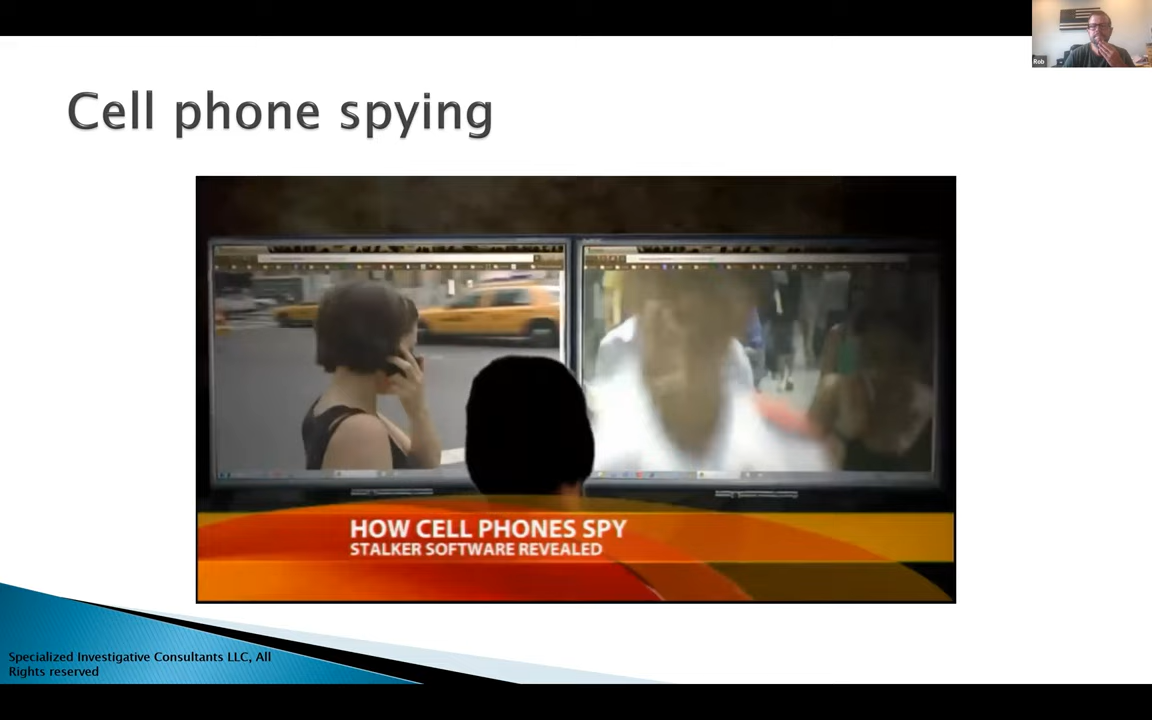 Rob
Cell phone spying
HOW CELL PHONES SPY
STALKER SOFTWARE REVEALED
Specialized Investigative Consultants LLC, All
Rights reserved